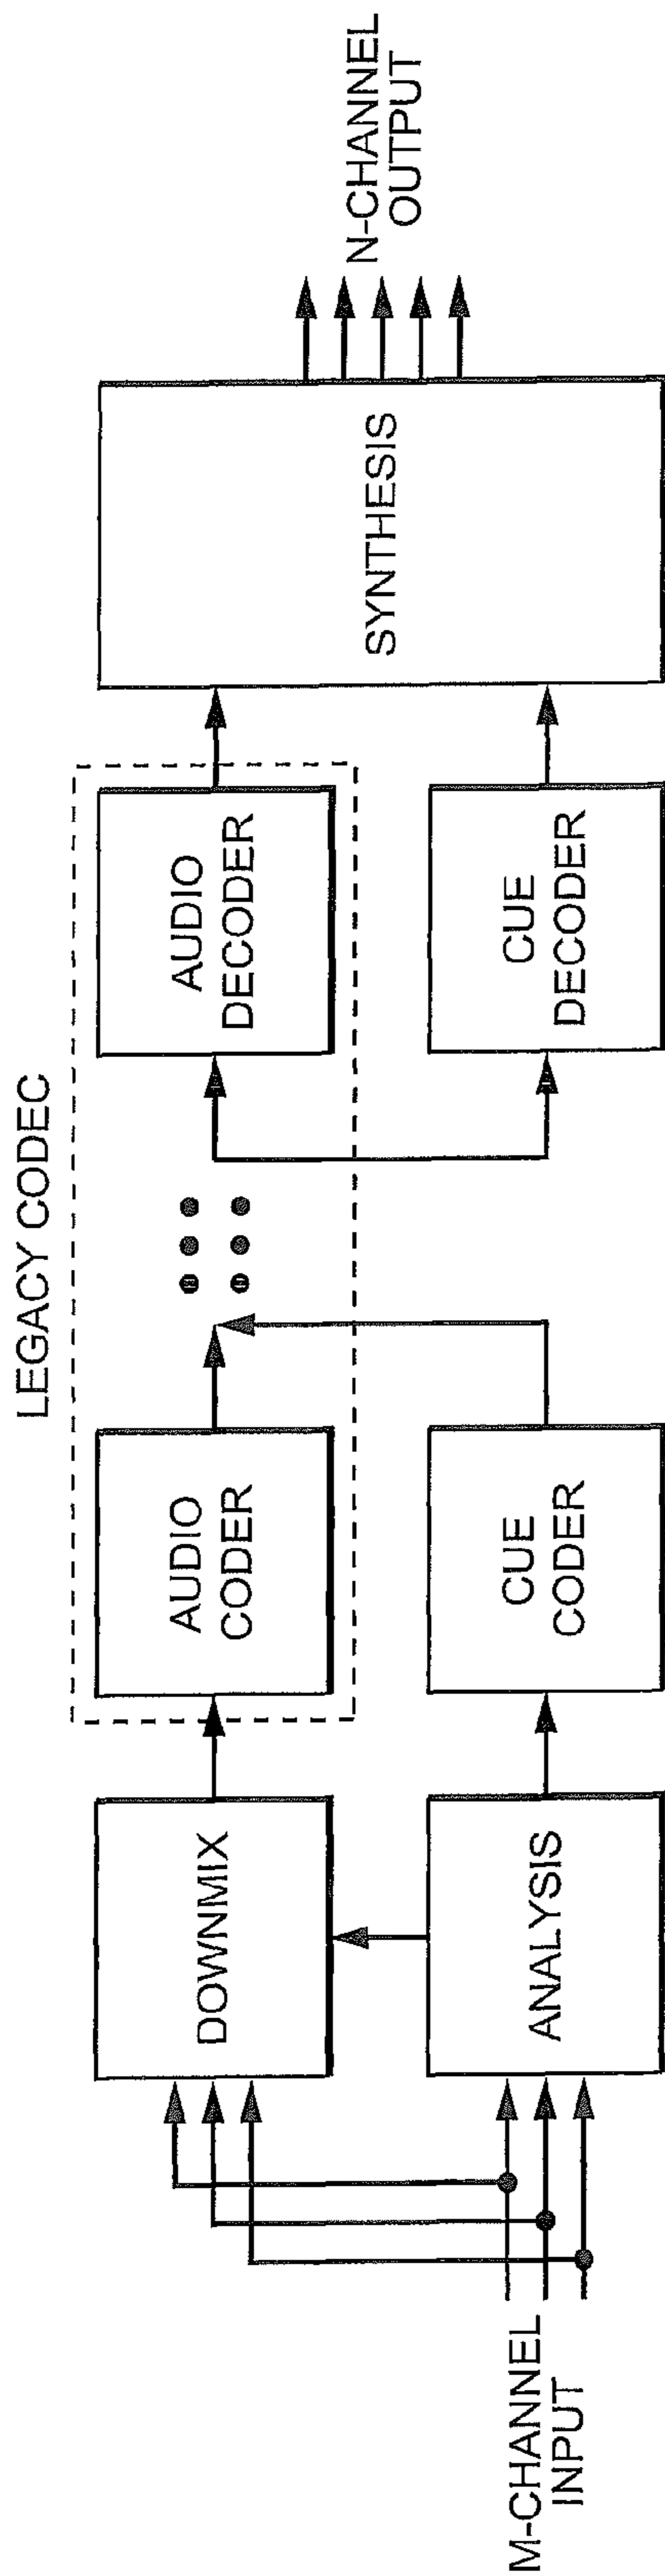 LEGACY CODEC
M-CHANNEL
INPUT
DOWNMIX
ANALYSIS
AUDIO
CODER
CUE
CODER
AUDIO
DECODER
CUE
DECODER
SYNTHESIS
N-CHANNEL
OUTPUT